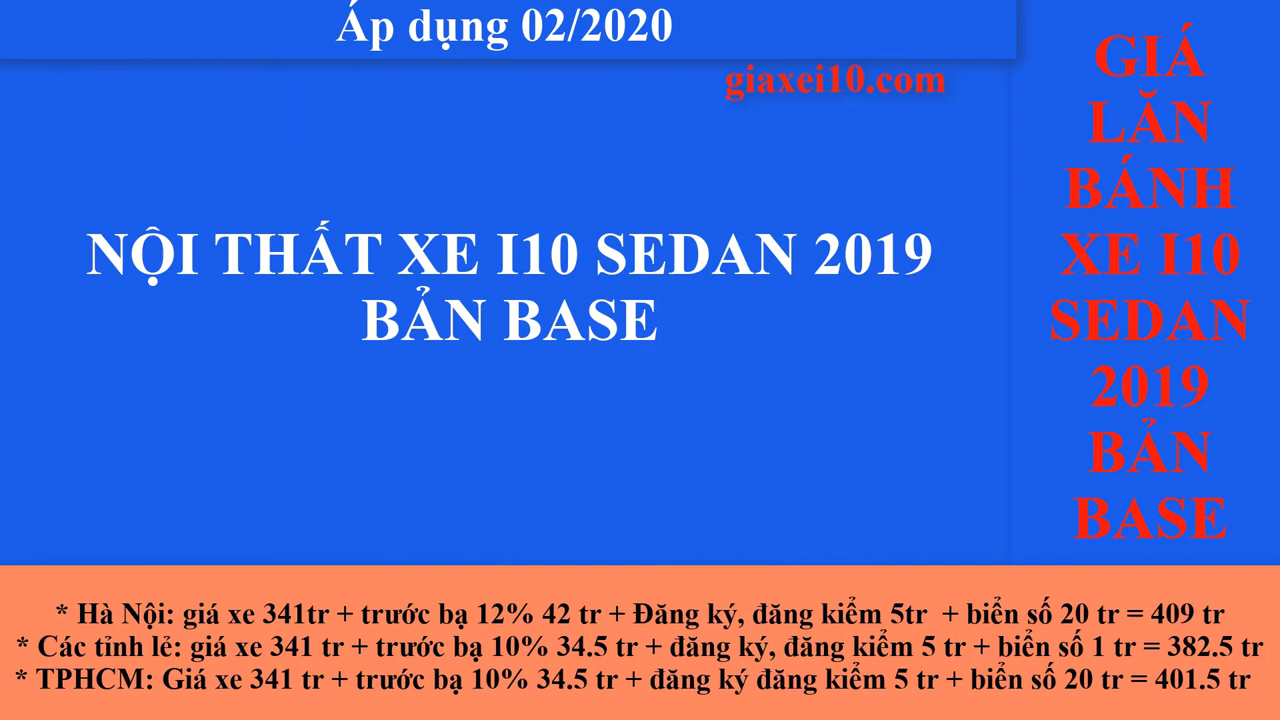 Áp dụng 02/2020
giaxei10.com
NỘI THẤT XE I10 SEDAN 2019
BẢN BASE
GIÁ
LĂN
BÁNH
XE I10
SEDAN
2019
BẢN
BASE
* Hà Nội: giá xe 341tr + trước bạ 12% 42 tr + Đăng ký, đăng kiểm 5tr + biển số 20 tr = 409 tr
* Các tỉnh lẻ: giá xe 341 tr + trước bạ 10% 34.5 tr + đăng ký, đăng kiểm 5 tr + biển số 1 tr = 382.5 tr
* TPHCM: Giá xe 341 tr + trước bạ 10% 34.5 tr + đăng ký đăng kiểm 5 tr + biển số 20 tr = 401.5 tr